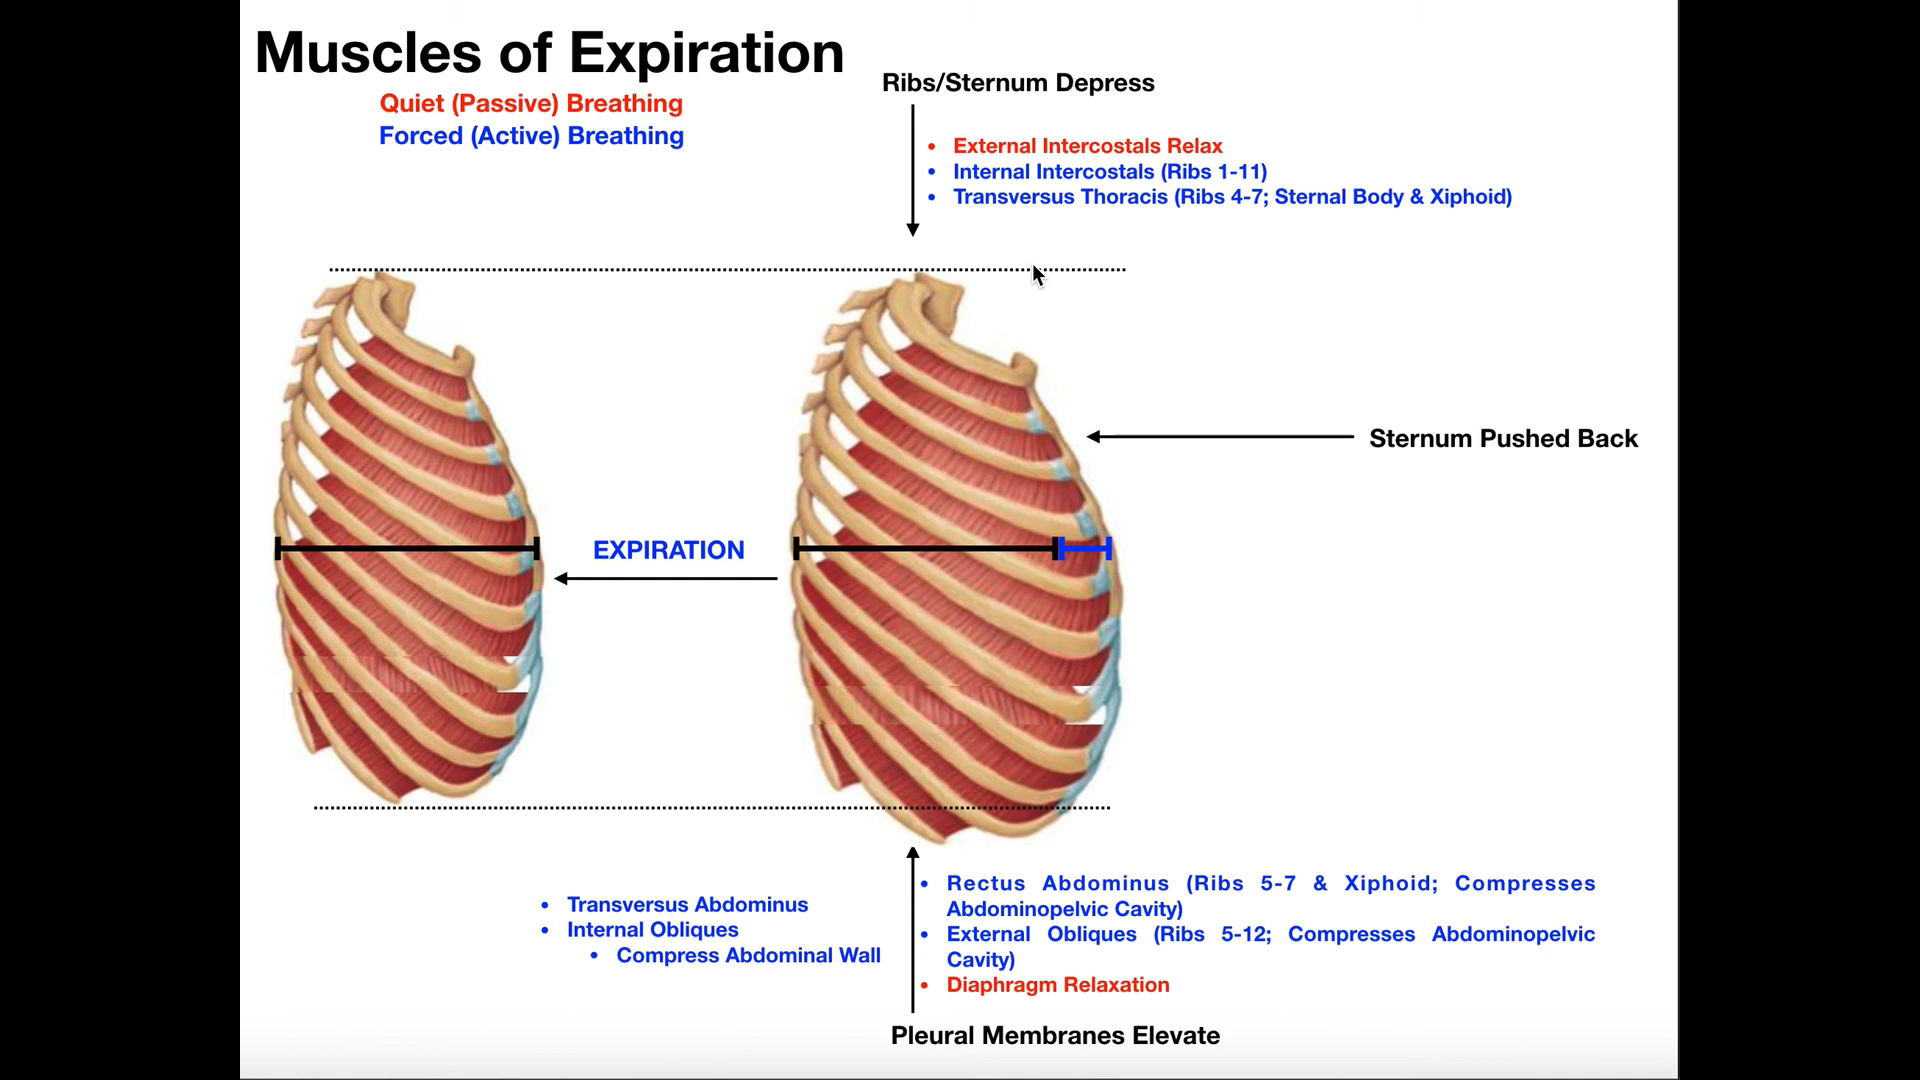 Muscles of Expiration
Quiet (Passive) Breathing
Forced (Active) Breathing
Ribs/Sternum Depress
• External Intercostals Relax
• Internal Intercostals (Ribs 1-11)
• Transversus Thoracis (Ribs 4-7; Sternal Body & Xiphoid)
Sternum Pushed Back
EXPIRATION
• Transversus Abdominus
• Internal Obliques
• Compress Abdominal Wall
• Rectus Abdominus (Ribs 5-7 & Xiphoid; Compresses
Abdominopelvic Cavity)
• External Obliques (Ribs 5-12; Compresses Abdominopelvic
Cavity)
• Diaphragm Relaxation
Pleural Membranes Elevate